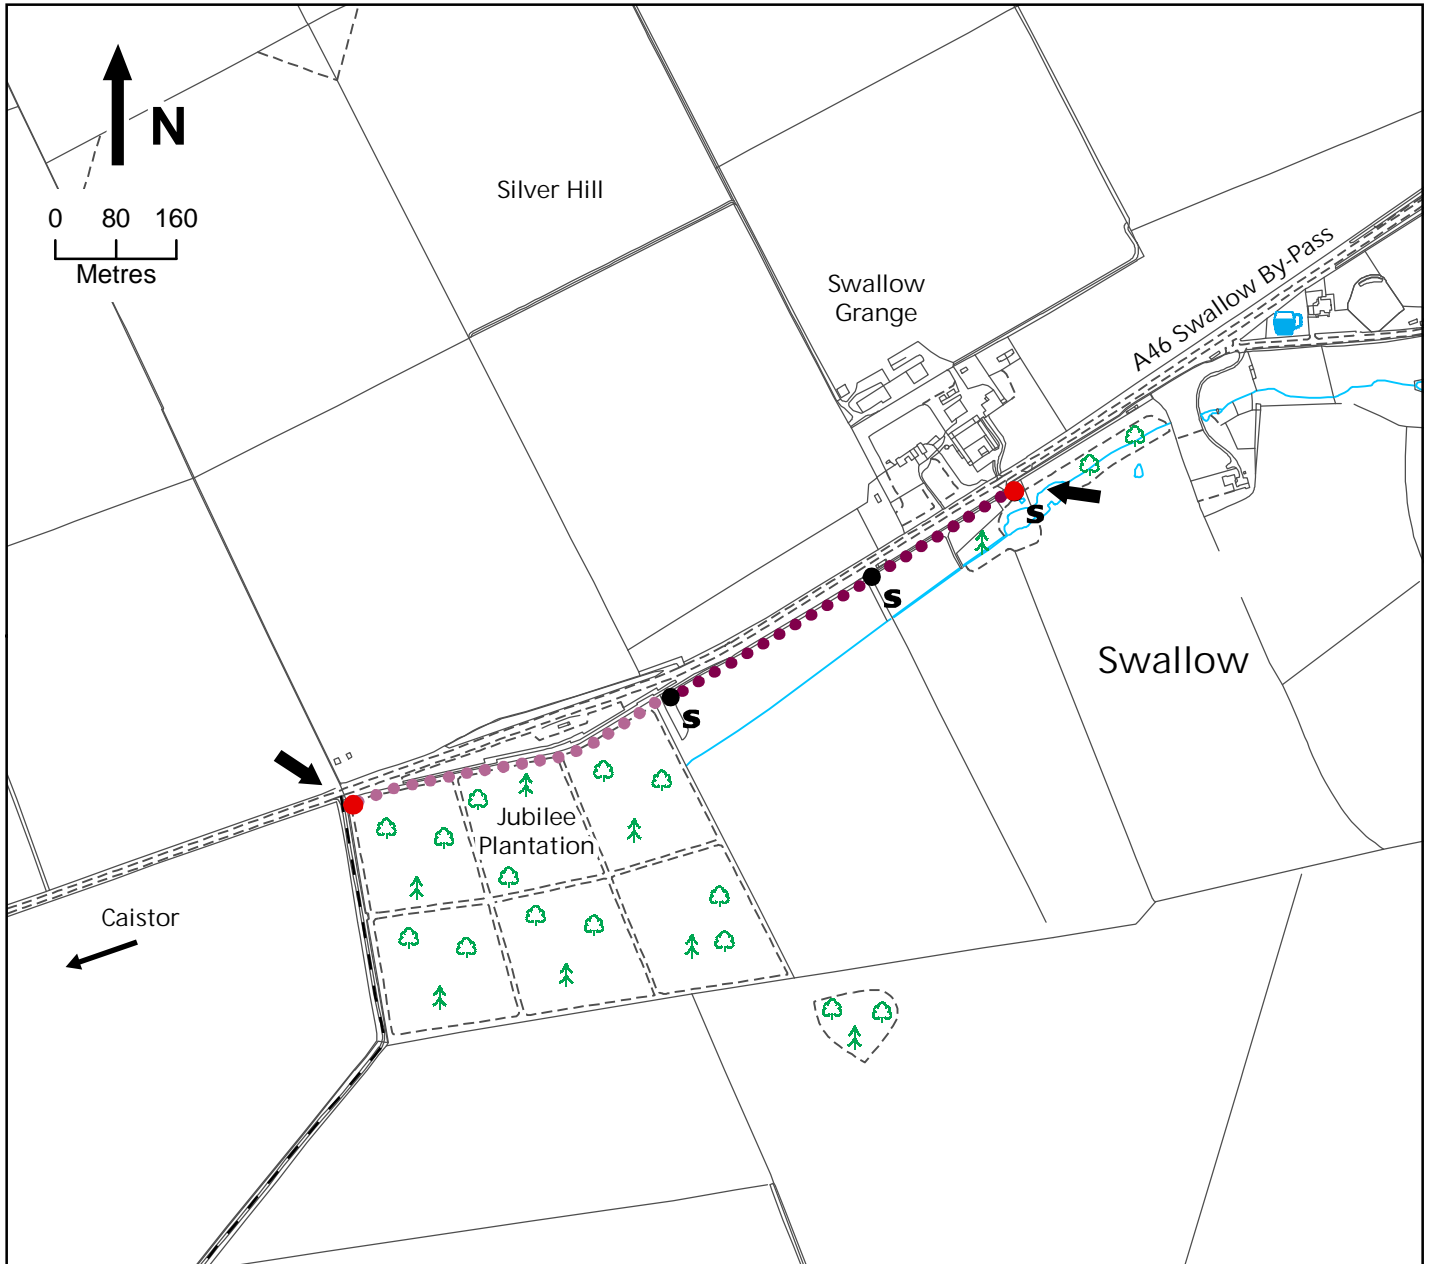 N
0 80 160
Metres
Silver Hill
Swallow
Grange
A46 Swallow By-Pass
s
s
Swallow
s
Jubilee
Plantation
Caistor